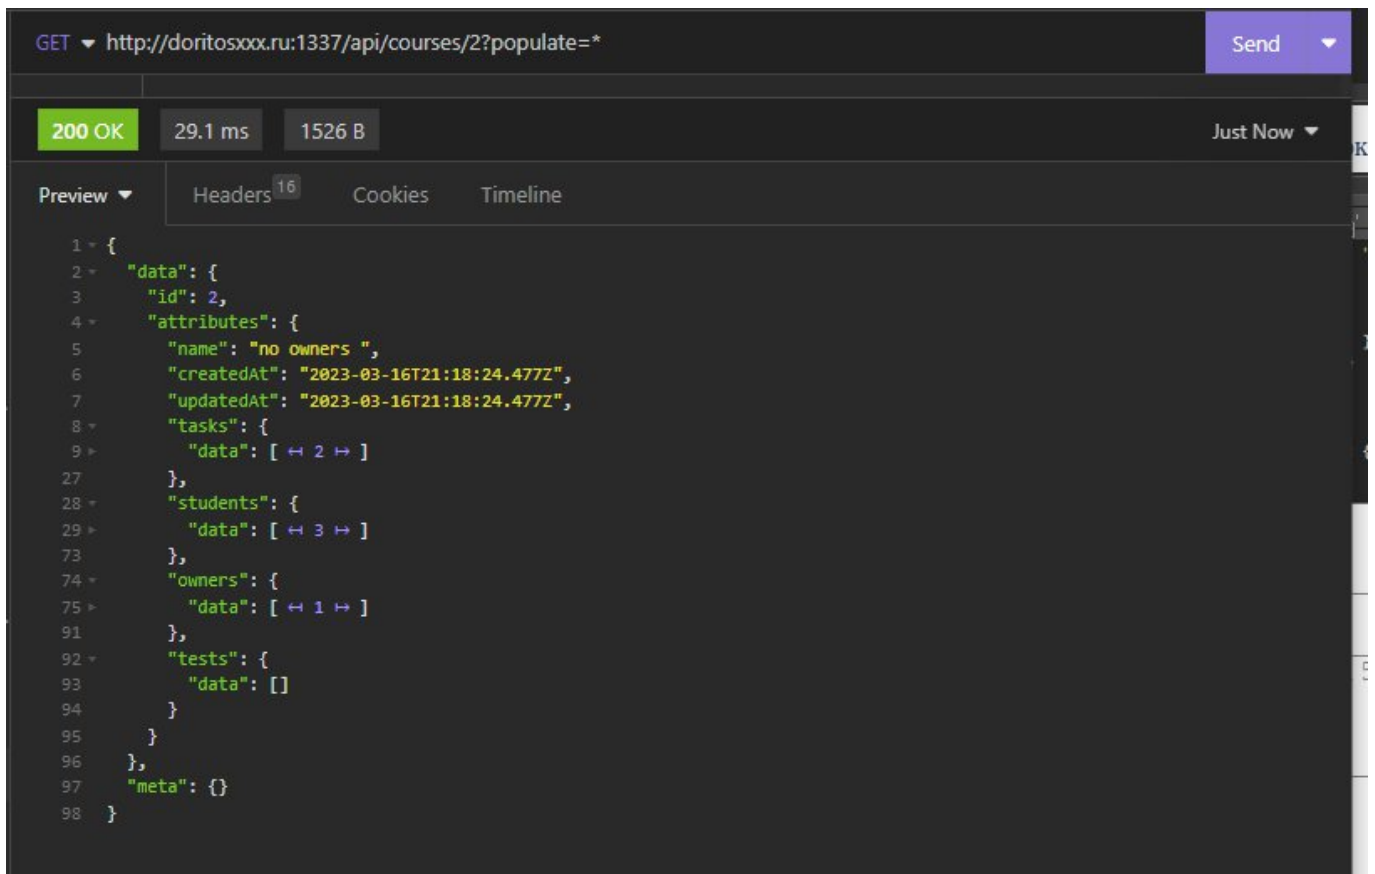 GET http://doritosxxx.ru:1337/api/courses/2?populate=* Send
200 OK 29.1 ms 1526 B Just Now
Preview Headers 16 Cookies Timeline
1 {
2 "data": {
3 "id": 2,
4 "attributes": {
5 "name": "no owners ",
6 "createdAt": "2023-03-16T21:18:24.477Z",
7 "updatedAt": "2023-03-16T21:18:24.477Z",
8 "tasks": {
9 "data": [ ↔ 2 ↔ ]
27 },
28 "students": {
29 "data": [ ↔ 3 ↔ ]
73 },
74 "owners": {
75 "data": [ ↔ 1 ↔ ]
91 },
92 "tests": {
93 "data": []
94 }
95 }
96 },
97 "meta": {}
98 }